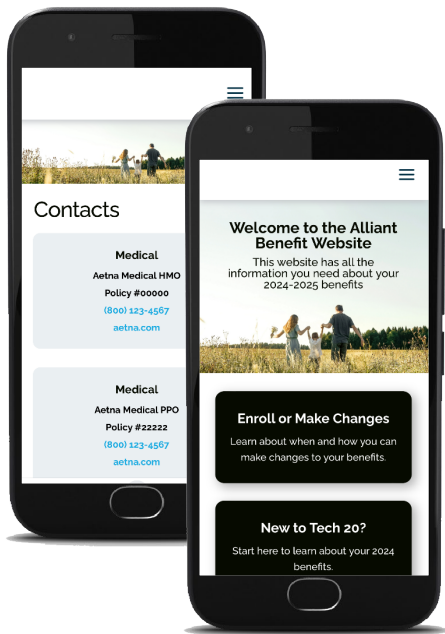 Contacts
Medical
Aetna Medical HMO
Policy #00000
(800) 123-4567
aetna.com
Medical
Aetna Medical PPO
Policy #22222
(800) 123-4567
aetna.com
Welcome to the Alliant
Benefit Website
This website has all the
information you need about your
2024-2025 benefits
Enroll or Make Changes
Learn about when and how you can
make changes to your benefits.
New to Tech 20?
Start here to learn about your 2024
benefits.